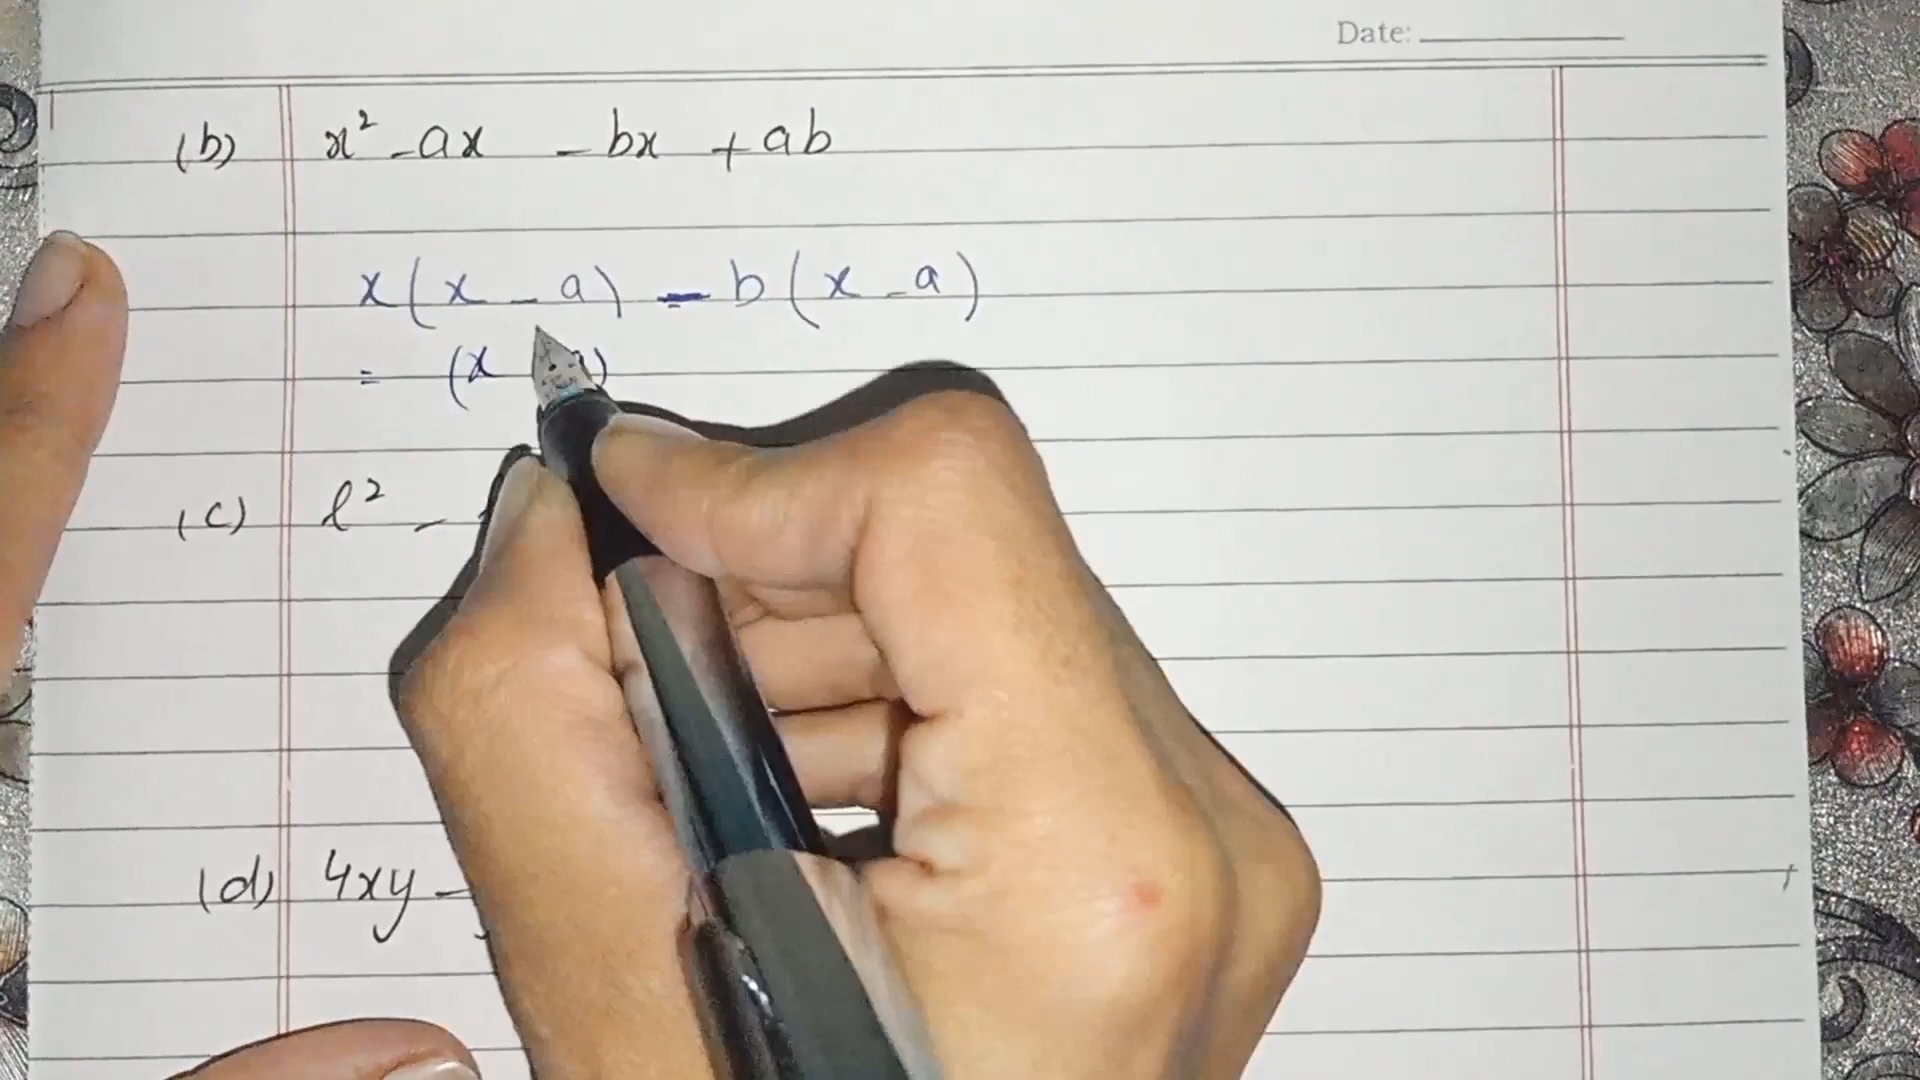 Date:
(b) x² - ax - bx + ab
x(x - a) - b(x - a)
= (x
(c) l² -
(d) 4xy -